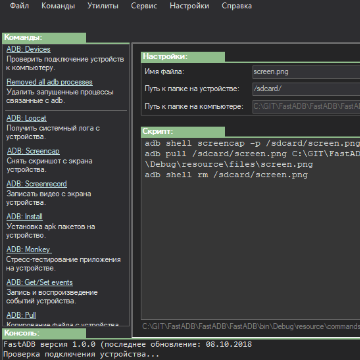 Файл Команды Утилиты Сервис Настройки Справка
Команды:
ADB: Devices
Проверить подключение устройств
к компьютеру.
Removed all adb processes
Удалить запущенные процессы
связанные с adb.
ADB: Logcat
Получить системный лога с
устройства.
ADB: Screencap
Снять скриншот с экрана
устройства.
ADB: Screenrecord
Записать видео с экрана
устройства.
ADB: Install
Установка apk пакетов на
устройство.
ADB: Monkey
Стресс-тестирование приложения
на устройстве.
ADB: Get/Set events
Запись и воспроизведение
событий устройства.
ADB: Pull
Копирование файла с устройства
Настройки:
Имя файла: screen.png
Путь к папке на устройстве: /sdcard/
Путь к папке на компьютере: C:\GIT\FastADB\FastADB\FastA
Скрипт:
adb shell screencap -p /sdcard/screen.png
adb pull /sdcard/screen.png C:\GIT\FastAD
\Debug\resource\files\screen.png
adb shell rm /sdcard/screen.png
C:\GIT\FastADB\FastADB\FastADB\bin\Debug\resource\commands
Консоль:
FastADB версия 1.0.0 (последнее обновление: 08.10.2018
Проверка подключения устройства...